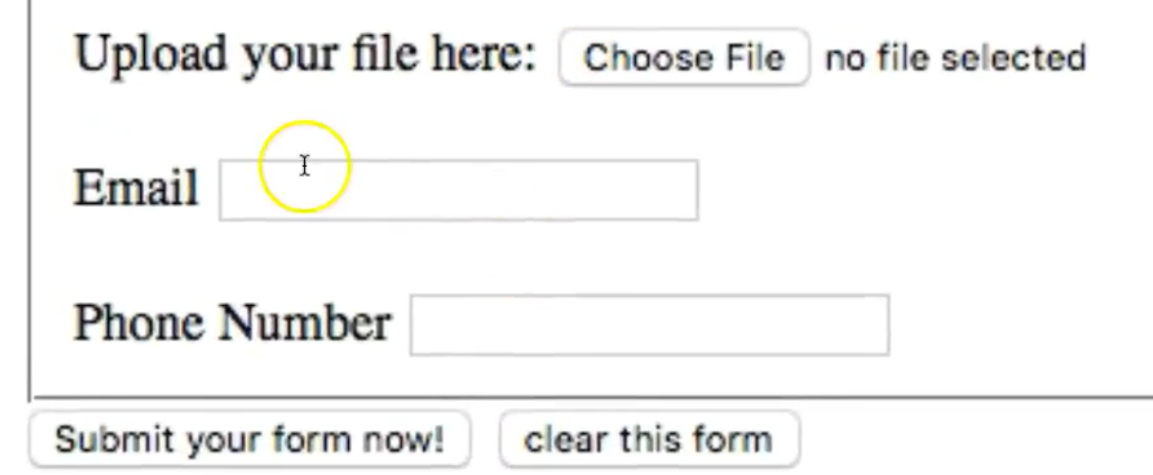 Upload your file here: Choose File no file selected
Email
Phone Number
Submit your form now! clear this form